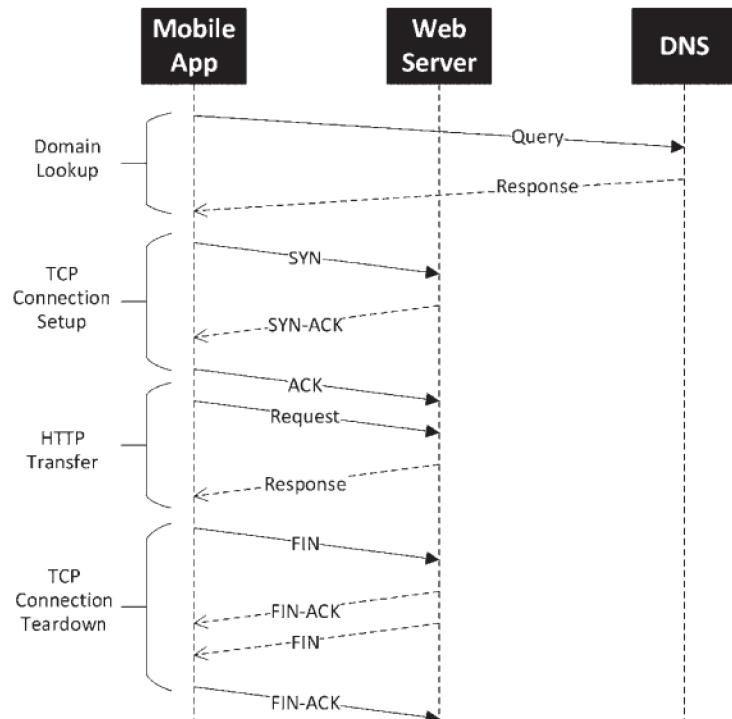 Mobile
App
Web
Server
DNS
Domain
Lookup
Query
Response
TCP
Connection
Setup
SYN
SYN-ACK
ACK
HTTP
Transfer
Request
Response
TCP
Connection
Teardown
FIN
FIN-ACK
FIN
FIN-ACK